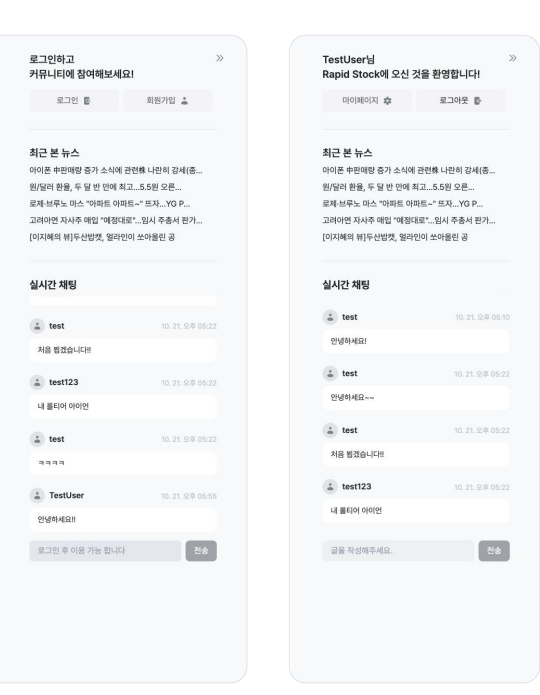 로그인하고
커뮤니티에 참여해보세요!
로그인
회원가입
최근 본 뉴스
아이폰 中판매량 증가 소식에 관련株 나란히 강세(종...
원/달러 환율, 두 달 반 만에 최고...5.5원 오른...
로제·브루노 마스 "아파트 아파트~" 뜨자...YG P...
고려아연 자사주 매입 "예정대로"...임시 주총서 판가...
[이지혜의 뷰]두산밥캣, 얼라인이 쏘아올린 공
실시간 채팅
test 10. 21. 오후 05:22
처음 뵙겠습니다!!
test123 10. 21. 오후 05:22
내 롤티어 아이언
test 10. 21. 오후 05:22
ㅋㅋㅋㅋ
TestUser 10. 21. 오후 05:55
안녕하세요!!
로그인 후 이용 가능 합니다
전송
TestUser님
Rapid Stock에 오신 것을 환영합니다!
마이페이지
로그아웃
최근 본 뉴스
아이폰 中판매량 증가 소식에 관련株 나란히 강세(종...
원/달러 환율, 두 달 반 만에 최고...5.5원 오른...
로제·브루노 마스 "아파트 아파트~" 뜨자...YG P...
고려아연 자사주 매입 "예정대로"...임시 주총서 판가...
[이지혜의 뷰]두산밥캣, 얼라인이 쏘아올린 공
실시간 채팅
test 10. 21. 오후 05:10
안녕하세요!
test 10. 21. 오후 05:22
안녕하세요~~
test 10. 21. 오후 05:22
처음 뵙겠습니다!!
test123 10. 21. 오후 05:22
내 롤티어 아이언
글을 작성해주세요.
전송